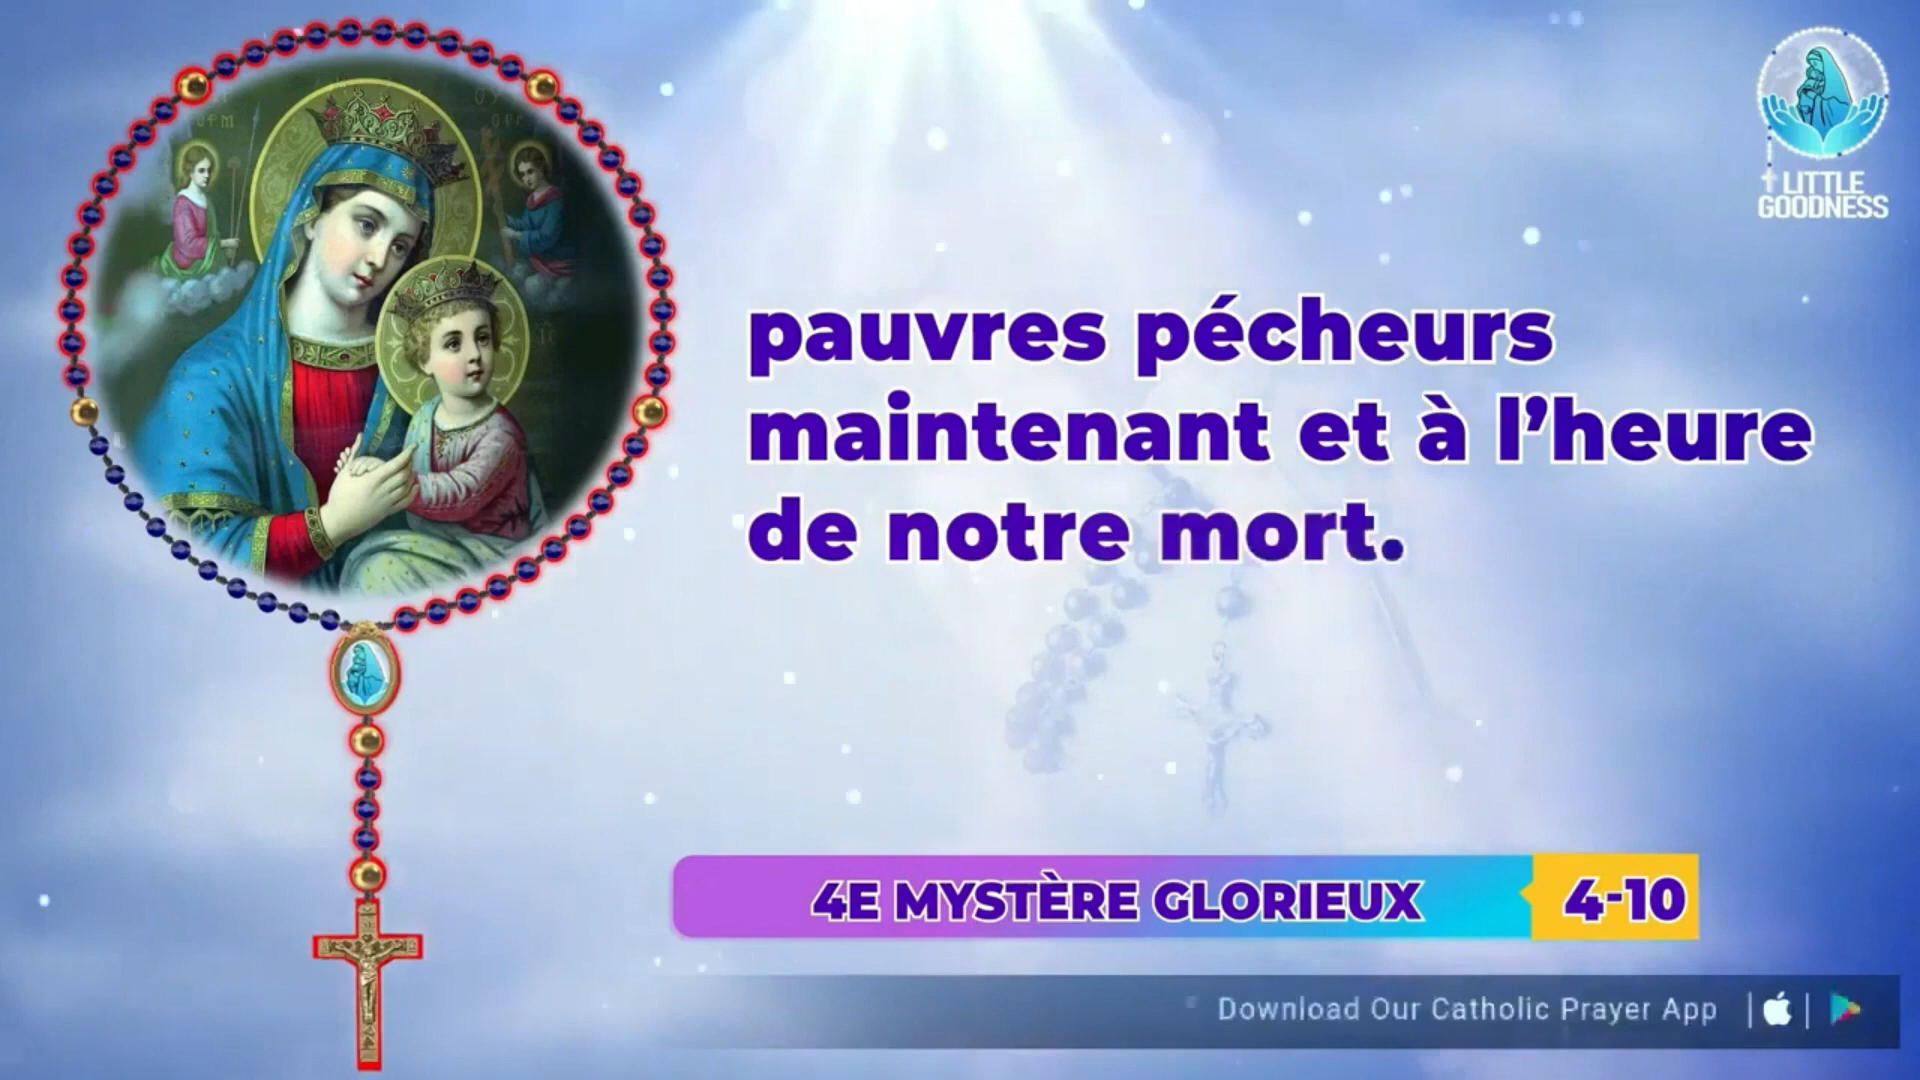 LITTLE
GOODNESS
pauvres pécheurs
maintenant et à l’heure
de notre mort.
4E MYSTÈRE GLORIEUX
4-10
Download Our Catholic Prayer App